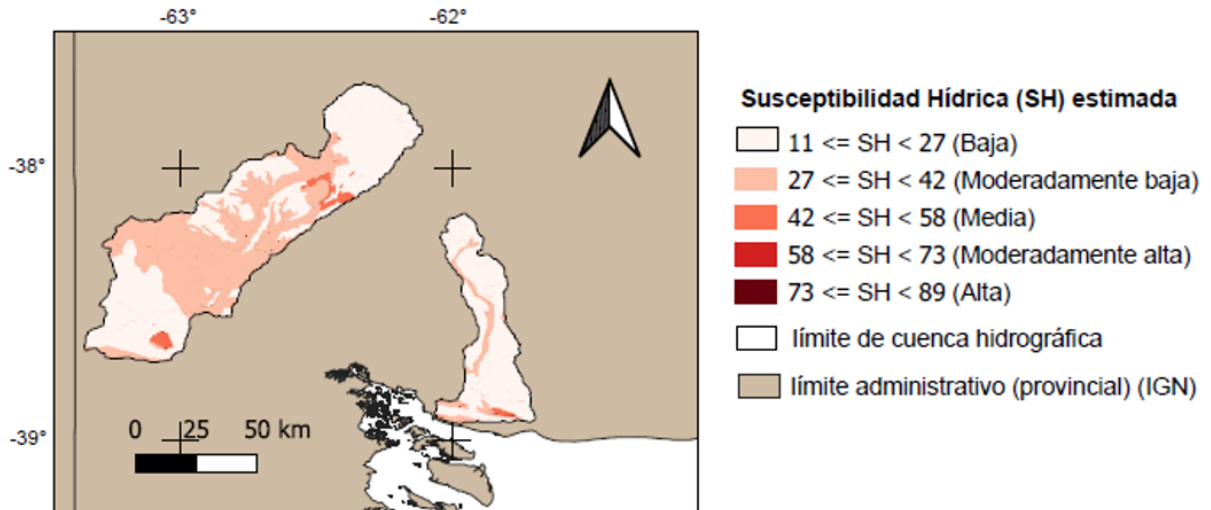 -63° -62°
-38°
-39°
0 25 50 km
Susceptibilidad Hídrica (SH) estimada
11 <= SH < 27 (Baja)
27 <= SH < 42 (Moderadamente baja)
42 <= SH < 58 (Media)
58 <= SH < 73 (Moderadamente alta)
73 <= SH < 89 (Alta)
límite de cuenca hidrográfica
límite administrativo (provincial) (IGN)